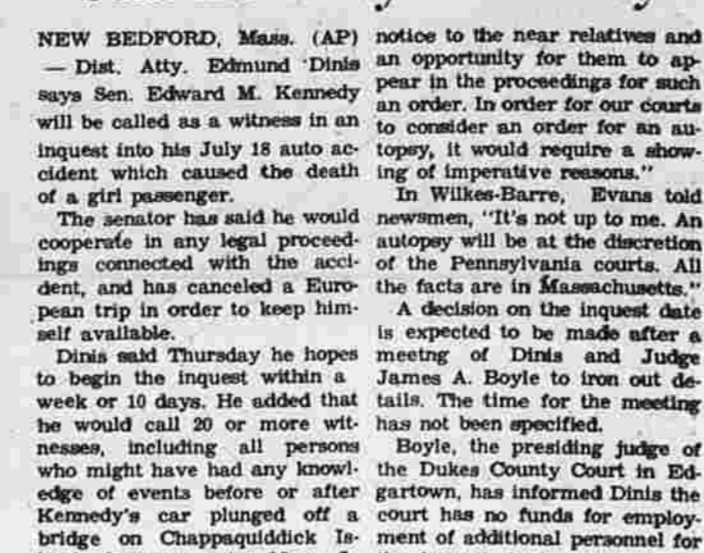 NEW BEDFORD, Mass. (AP)
— Dist. Atty. Edmund Dinis
says Sen. Edward M. Kennedy
will be called as a witness in an
inquest into his July 18 auto ac-
cident which caused the death
of a girl passenger.
The senator has said he would
cooperate in any legal proceed-
ings connected with the acci-
dent, and has canceled a Euro-
pean trip in order to keep him-
self available.
Dinis said Thursday he hopes
to begin the inquest within a
week or 10 days. He added that
he would call 20 or more wit-
nesses, including all persons
who might have had any knowl-
edge of events before or after
Kennedy's car plunged off a
bridge on Chappaquiddick Is-
notice to the near relatives and
an opportunity for them to ap-
pear in the proceedings for such
an order. In order for our courts
to consider an order for an au-
topsy, it would require a show-
ing of imperative reasons."
In Wilkes-Barre, Evans told
newsmen, "It's not up to me. An
autopsy will be at the discretion
of the Pennsylvania courts. All
the facts are in Massachusetts."
A decision on the inquest date
is expected to be made after a
meetng of Dinis and Judge
James A. Boyle to iron out de-
tails. The time for the meeting
has not been specified.
Boyle, the presiding judge of
the Dukes County Court in Ed-
gartown, has informed Dinis the
court has no funds for employ-
ment of additional personnel for